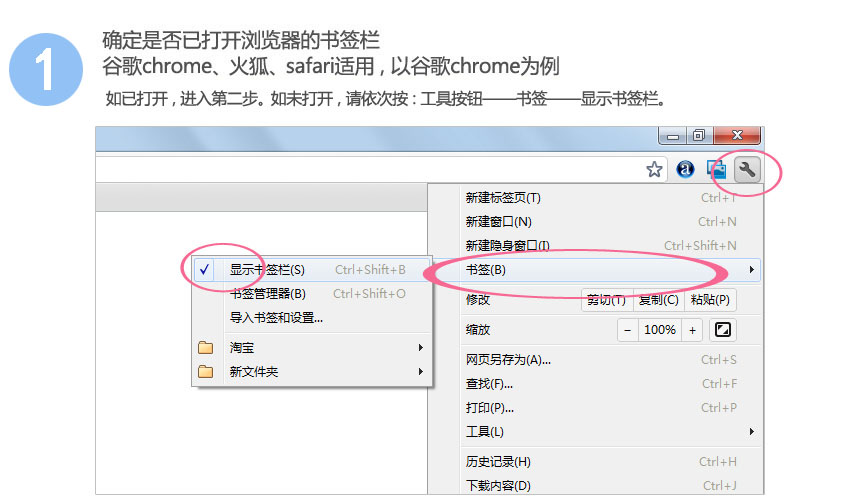 1
确定是否已打开浏览器的书签栏
谷歌chrome、火狐、safari适用，以谷歌chrome为例
如已打开，进入第二步。如未打开，请依次按：工具按钮——书签——显示书签栏。
a
新建标签页(T) Ctrl+T
新建窗口(N) Ctrl+N
新建隐身窗口(I) Ctrl+Shift+N
书签(B)
显示书签栏(S) Ctrl+Shift+B
书签管理器(B) Ctrl+Shift+O
导入书签和设置...
淘宝
新文件夹
修改 剪切(T) 复制(C) 粘贴(P)
缩放 − 100% +
网页另存为(A)... Ctrl+S
查找(F)... Ctrl+F
打印(P)... Ctrl+P
工具(L)
历史记录(H) Ctrl+H
下载内容(D) Ctrl+J